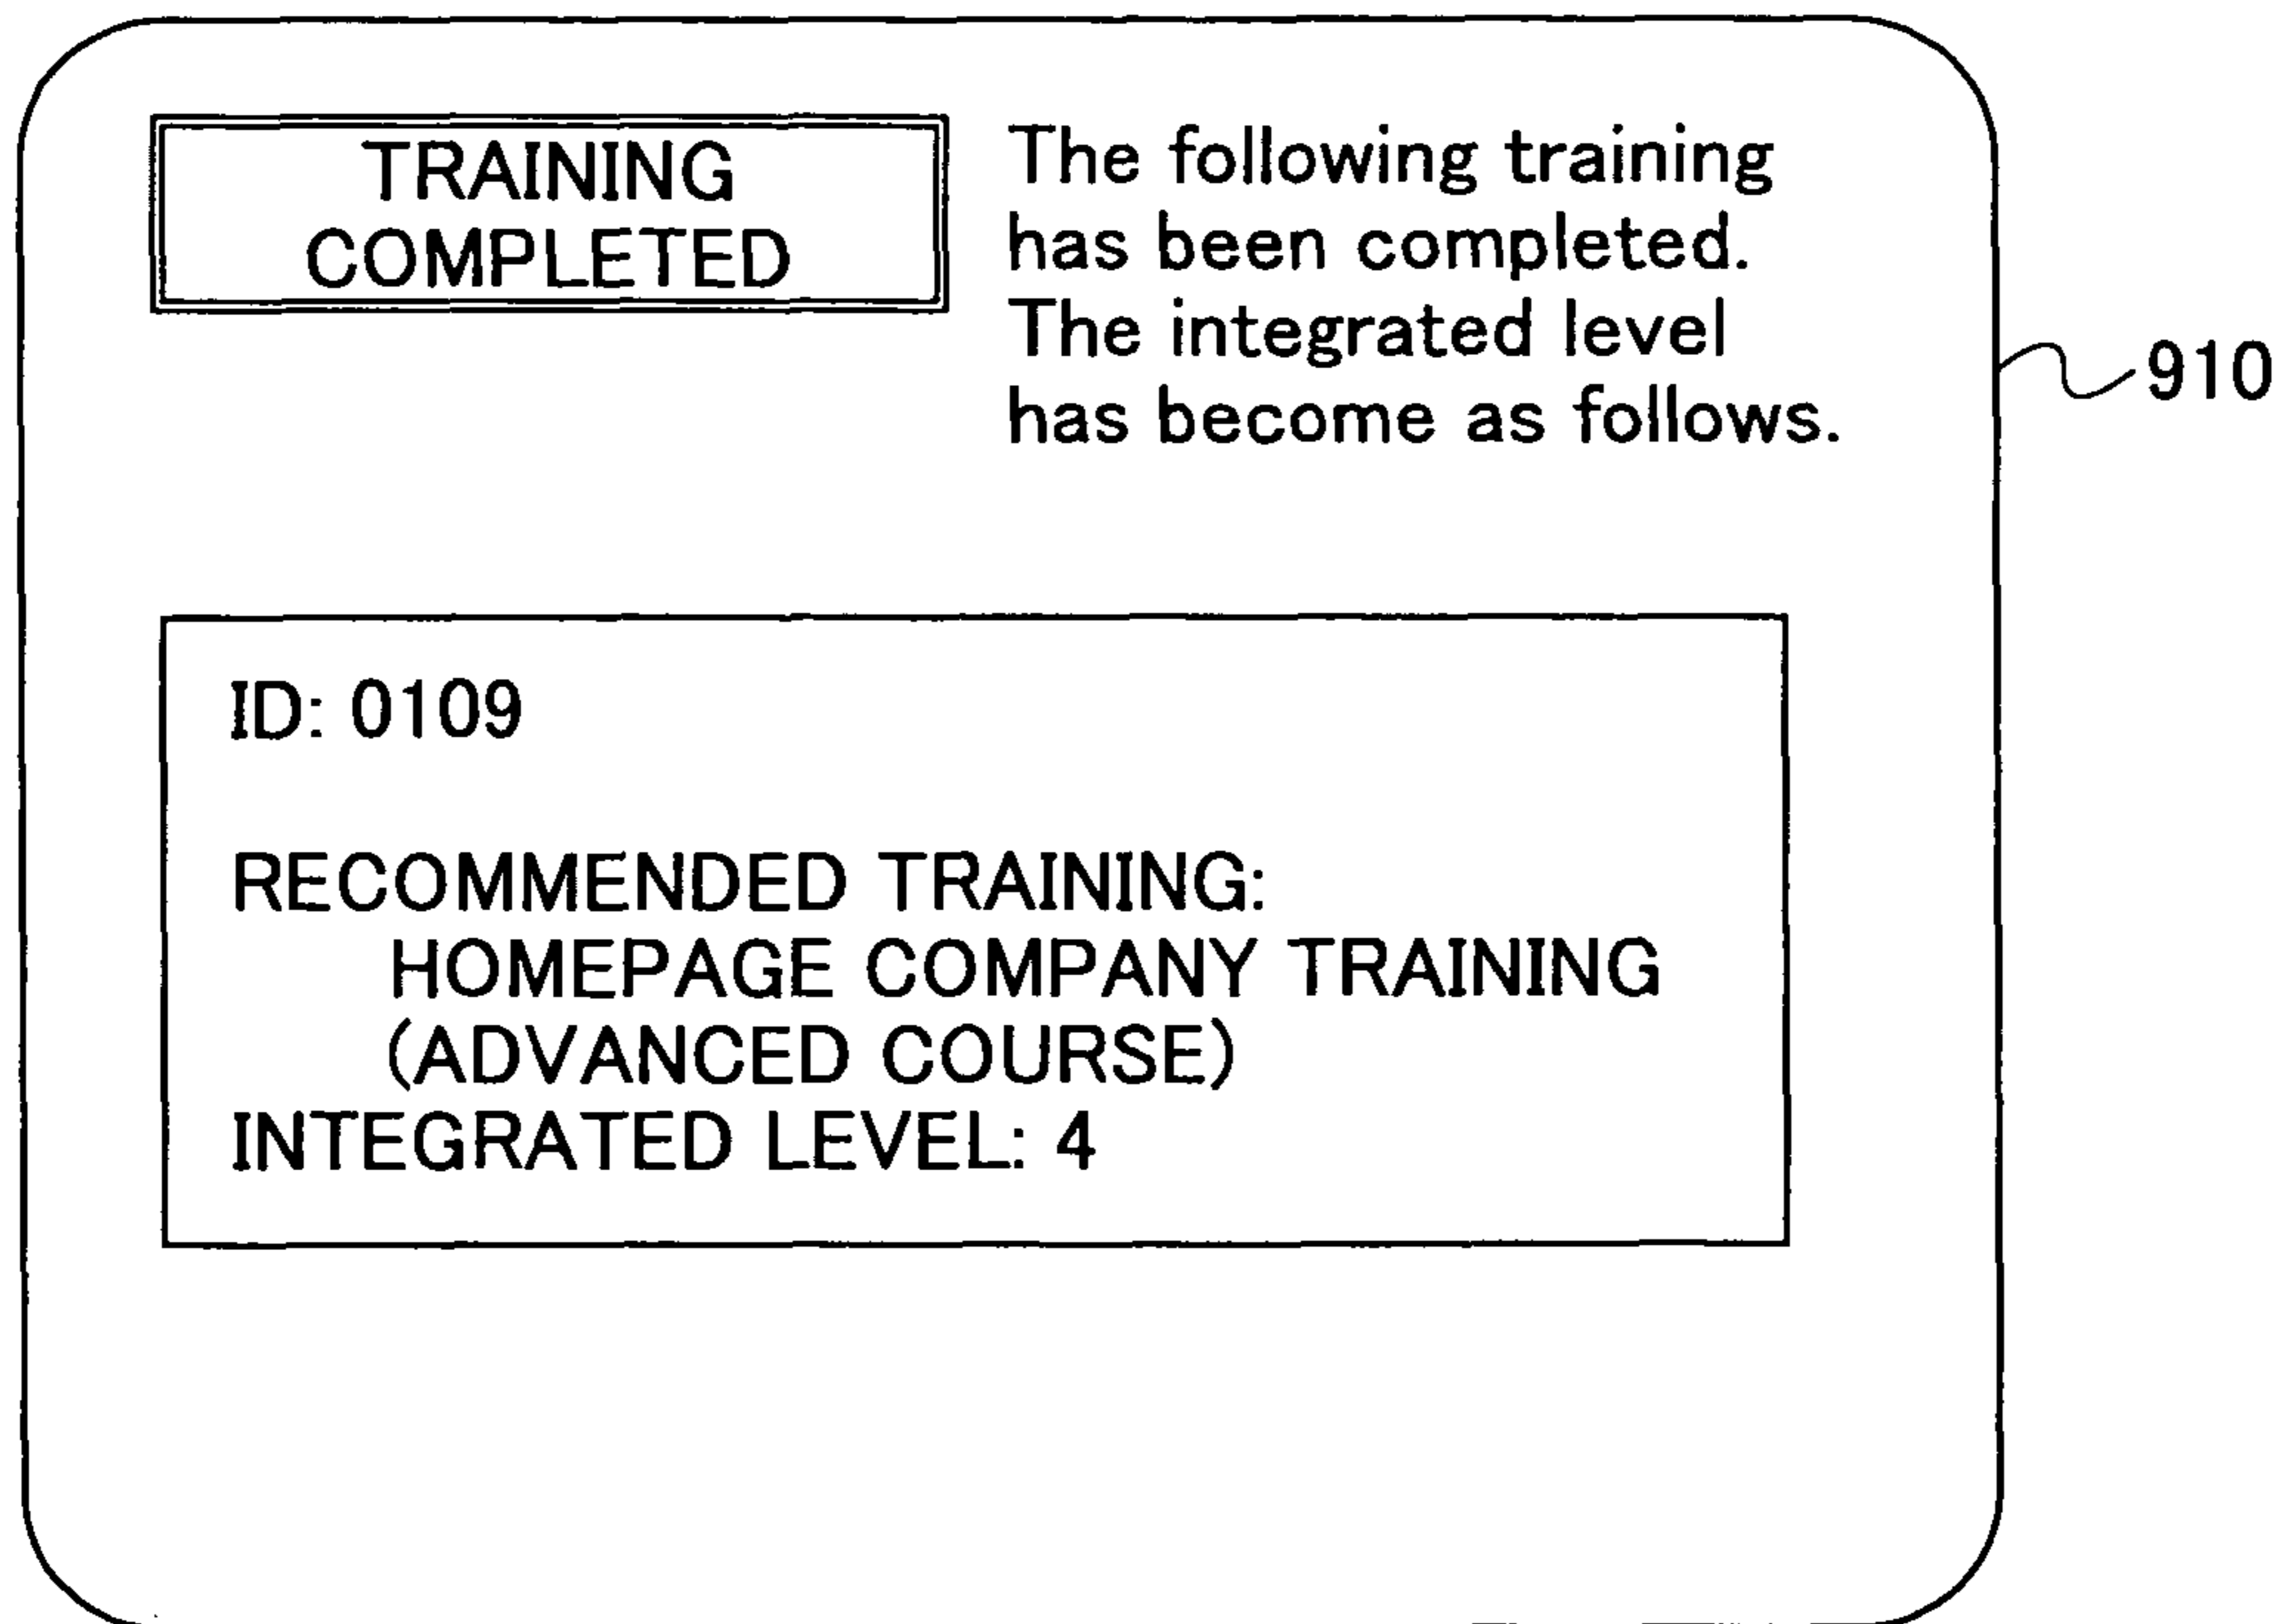 TRAINING
COMPLETED
The following training
has been completed.
The integrated level
has become as follows.
910
ID: 0109
RECOMMENDED TRAINING:
HOMEPAGE COMPANY TRAINING
(ADVANCED COURSE)
INTEGRATED LEVEL: 4